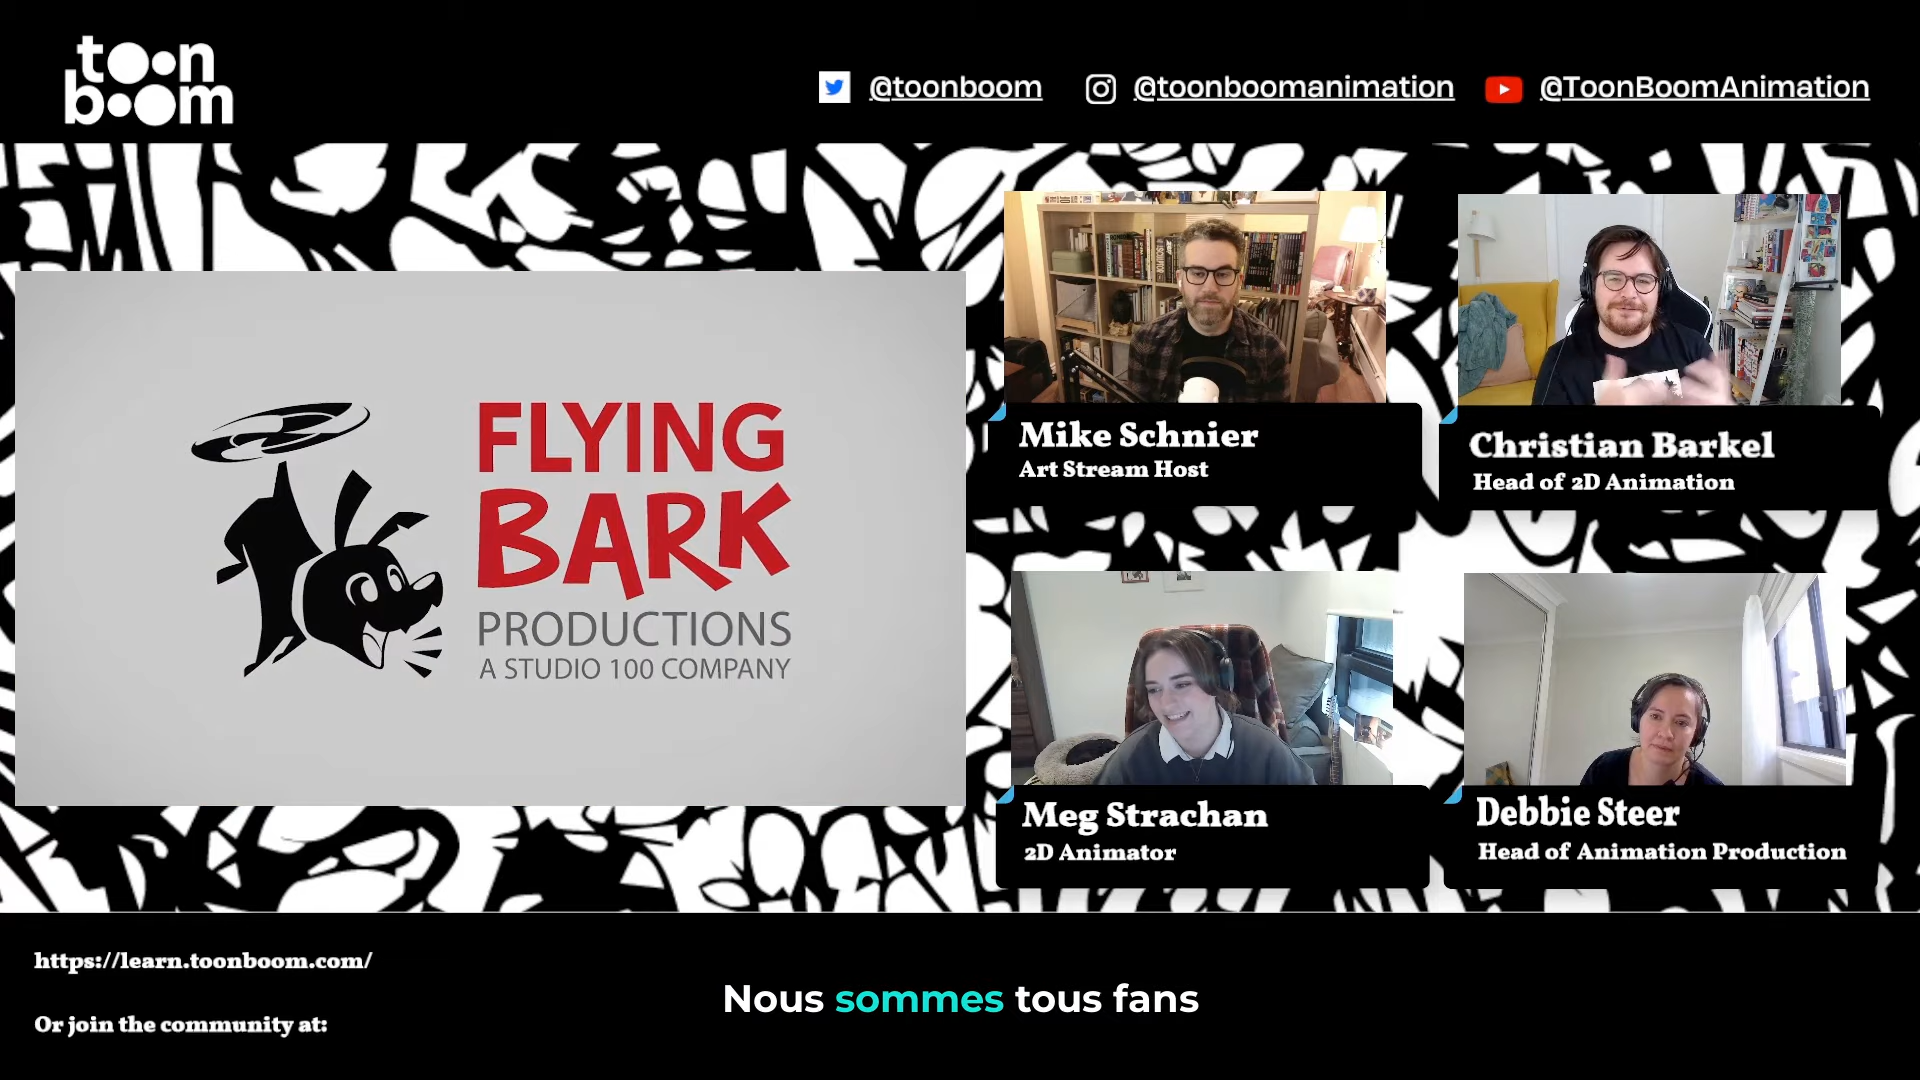 toon
boom
@toonboom
@toonboomanimation
@ToonBoomAnimation
FLYING
BARK
PRODUCTIONS
A STUDIO 100 COMPANY
Mike Schnier
Art Stream Host
Christian Barkel
Head of 2D Animation
Meg Strachan
2D Animator
Debbie Steer
Head of Animation Production
https://learn.toonboom.com/
Or join the community at:
Nous sommes tous fans